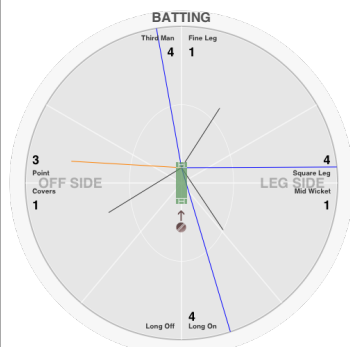 BATTING
Third Man
Fine Leg
4
1
3
4
Point
Square Leg
OFF SIDE
LEG SIDE
Covers
Mid Wicket
1
1
4
Long Off
Long On